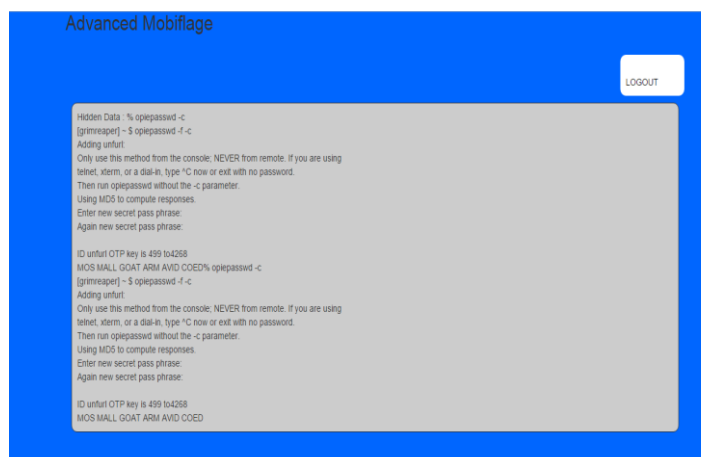 Advanced Mobiflage
LOGOUT
Hidden Data : % opiepasswd -c
[grimreaper] ~ $ opiepasswd -f -c
Adding unfurl:
Only use this method from the console; NEVER from remote. If you are using
telnet, xterm, or a dial-in, type ^C now or exit with no password.
Then run opiepasswd without the -c parameter.
Using MD5 to compute responses.
Enter new secret pass phrase:
Again new secret pass phrase:
ID unfurl OTP key is 499 to4268
MOS MALL GOAT ARM AVID COED% opiepasswd -c
[grimreaper] ~ $ opiepasswd -f -c
Adding unfurl:
Only use this method from the console; NEVER from remote. If you are using
telnet, xterm, or a dial-in, type ^C now or exit with no password.
Then run opiepasswd without the -c parameter.
Using MD5 to compute responses.
Enter new secret pass phrase:
Again new secret pass phrase:
ID unfurl OTP key is 499 to4268
MOS MALL GOAT ARM AVID COED